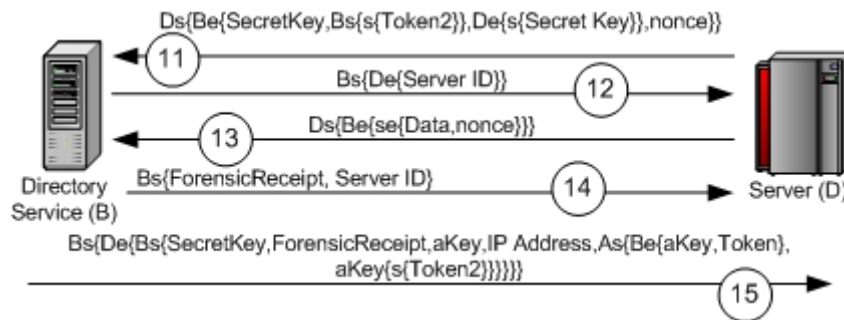 Ds{Be{SecretKey,Bs{s{Token2}},De{s{Secret Key}},nonce}}
11
Bs{De{Server ID}}
12
Ds{Be{se{Data,nonce}}}
13
Bs{ForensicReceipt, Server ID}
14
Directory
Service (B)
Server (D)
Bs{De{Bs{SecretKey,ForensicReceipt,aKey,IP Address,As{Be{aKey,Token},
aKey{s{Token2}}}}}}
15